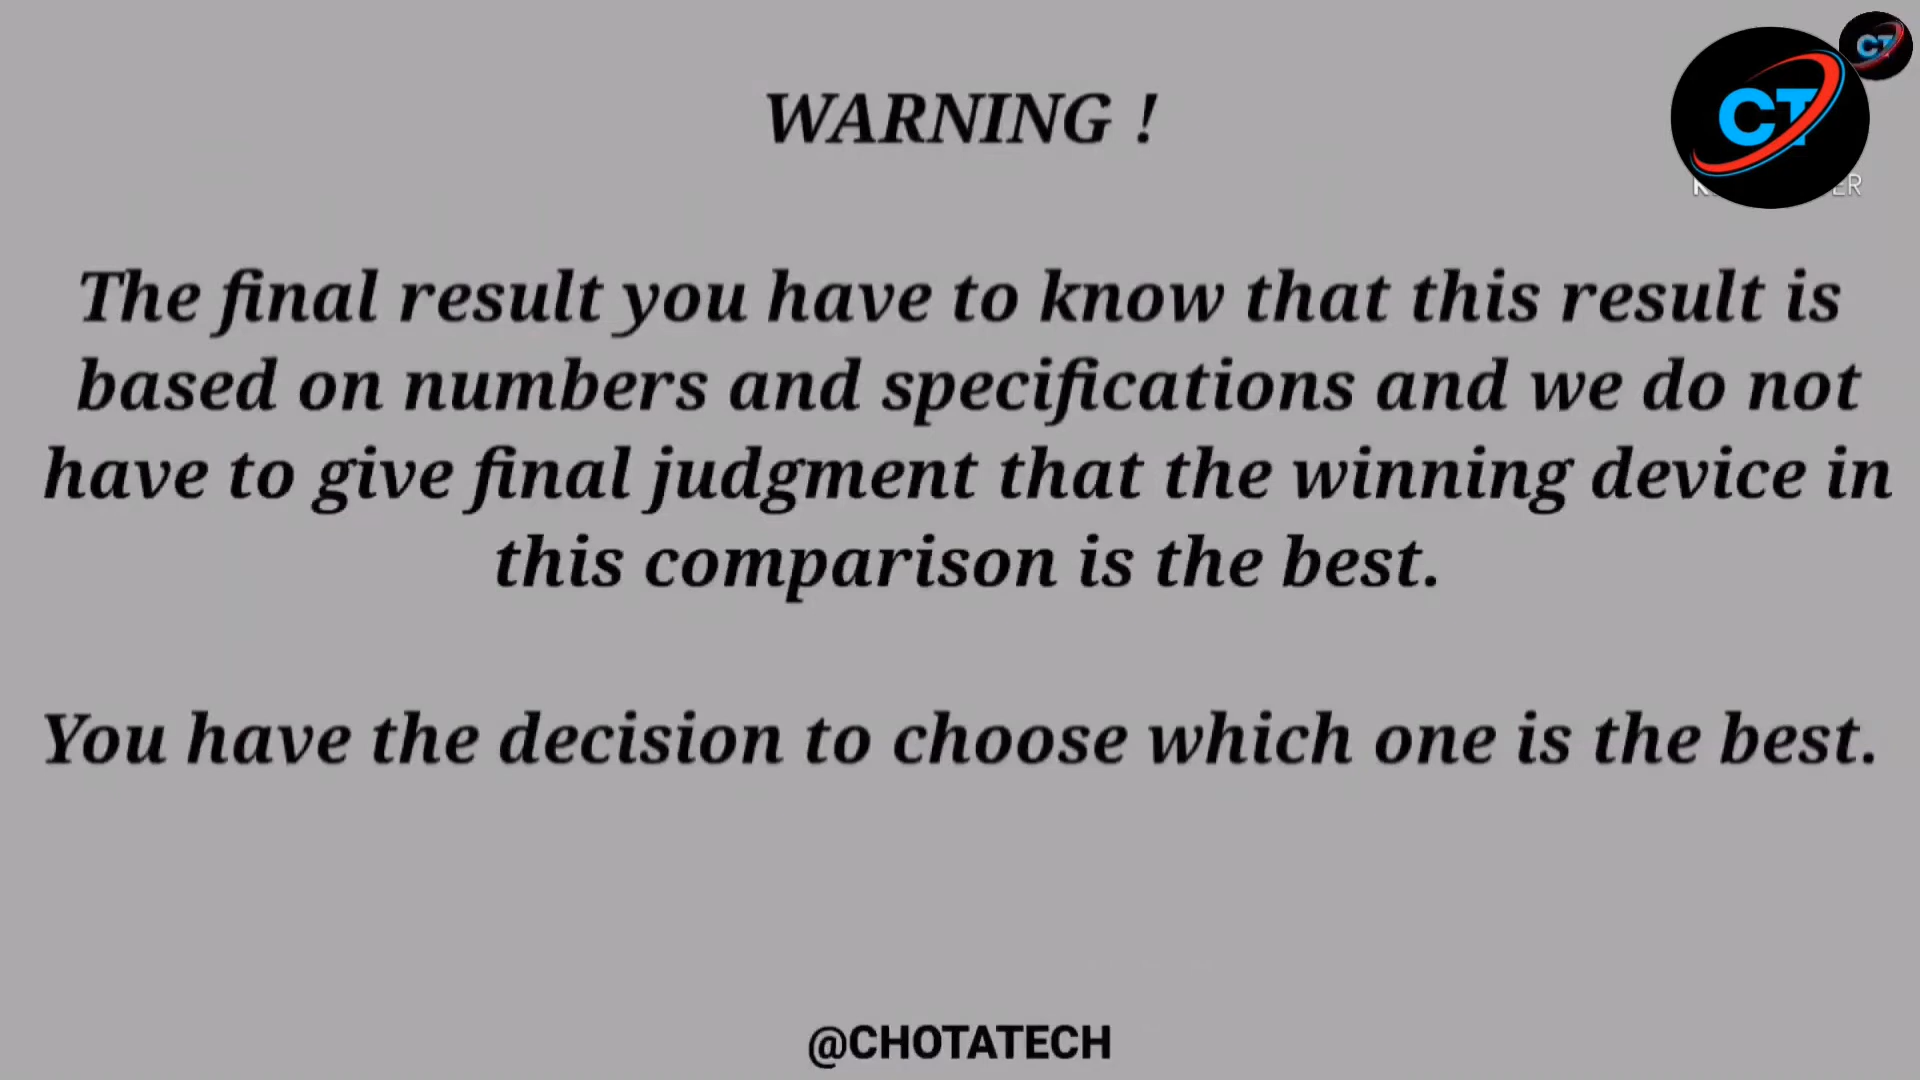 CT
CT
WARNING !
The final result you have to know that this result is
based on numbers and specifications and we do not
have to give final judgment that the winning device in
this comparison is the best.
You have the decision to choose which one is the best.
@CHOTATECH